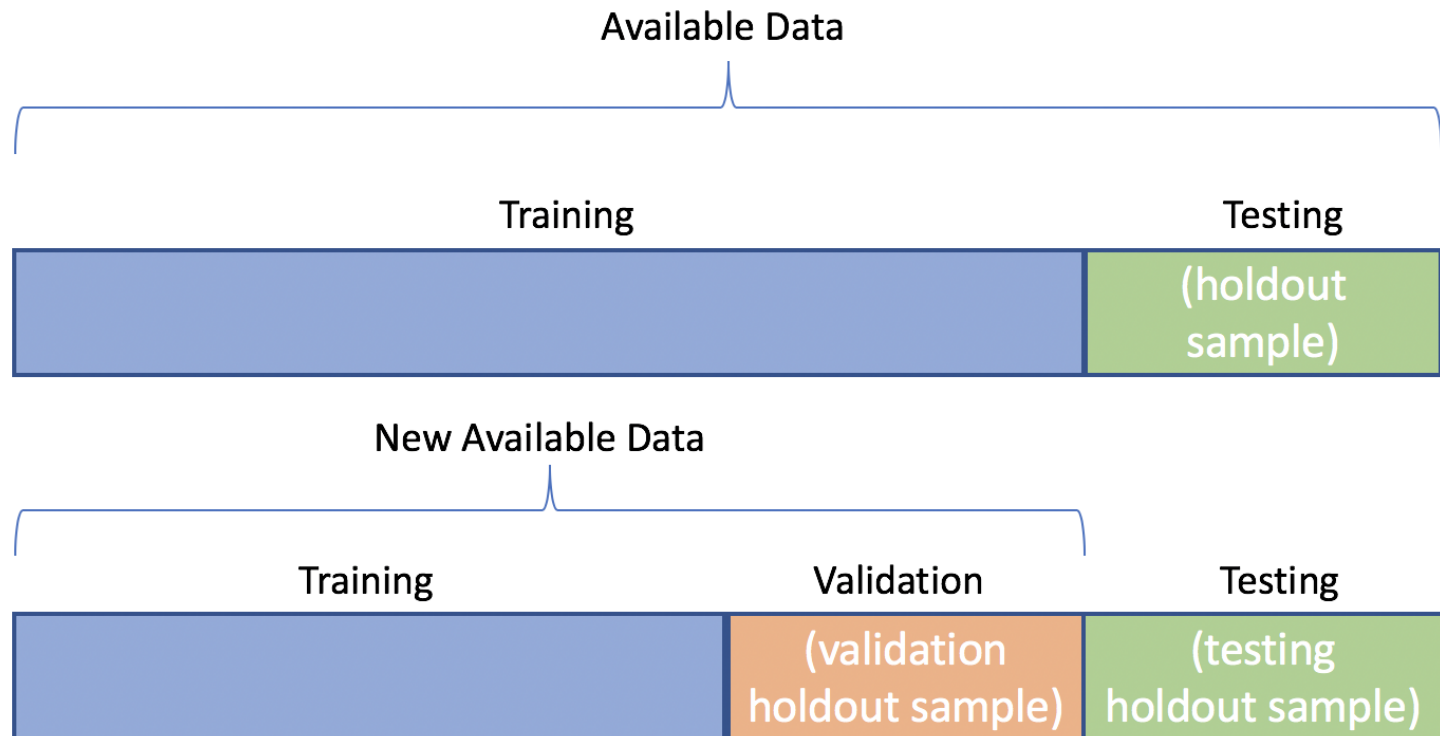 Available Data
Training Testing
(holdout
sample)
New Available Data
Training Validation Testing
(validation
holdout sample)
(testing
holdout sample)